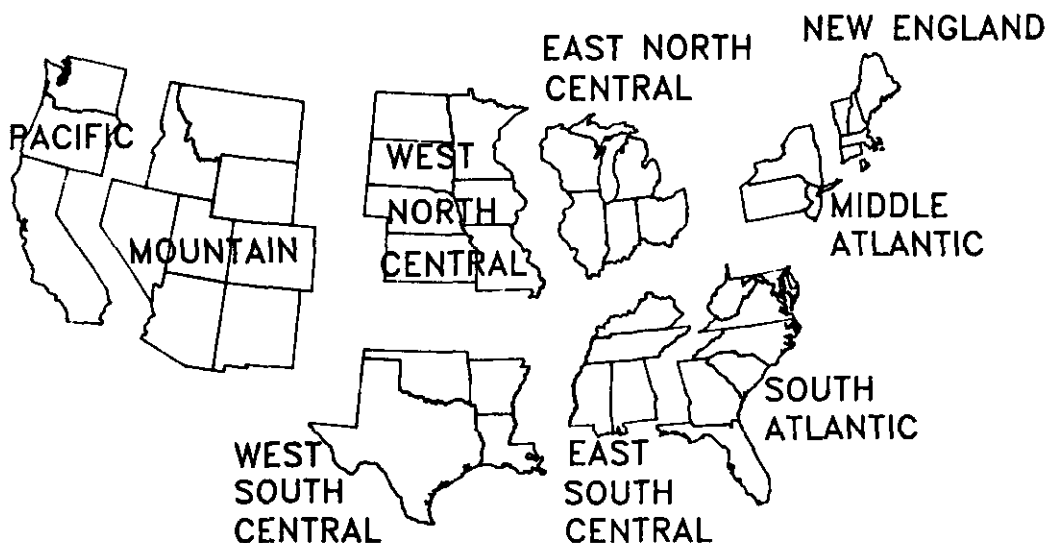 NEW ENGLAND
EAST NORTH
CENTRAL
PACIFIC
WEST
NORTH
CENTRAL
MOUNTAIN
MIDDLE
ATLANTIC
SOUTH
ATLANTIC
WEST
SOUTH
CENTRAL
EAST
SOUTH
CENTRAL